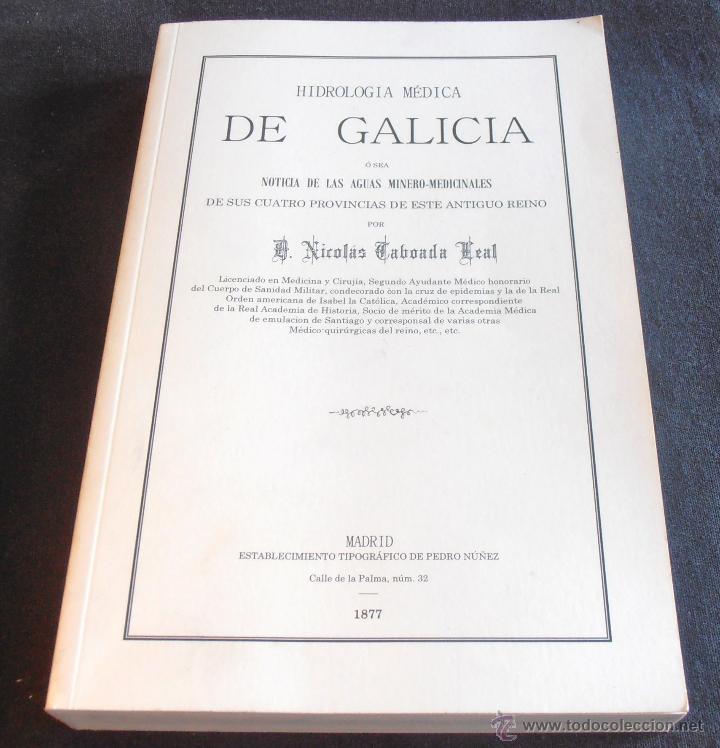 HIDROLOGIA MÉDICA
DE GALICIA
Ó SEA
NOTICIA DE LAS AGUAS MINERO-MEDICINALES
DE SUS CUATRO PROVINCIAS DE ESTE ANTIGUO REINO
POR
D. Nicolás Taboada Leal
Licenciado en Medicina y Cirujía, Segundo Ayudante Médico honorario
del Cuerpo de Sanidad Militar, condecorado con la cruz de epidemias y la de la Real
Orden americana de Isabel la Católica, Académico correspondiente
de la Real Academia de Historia, Socio de mérito de la Academia Médica
de emulacion de Santiago y corresponsal de varias otras
Médico-quirúrgicas del reino, etc., etc.
MADRID
ESTABLECIMIENTO TIPOGRÁFICO DE PEDRO NÚÑEZ
Calle de la Palma, núm. 32
1877
© www.todocoleccion.net